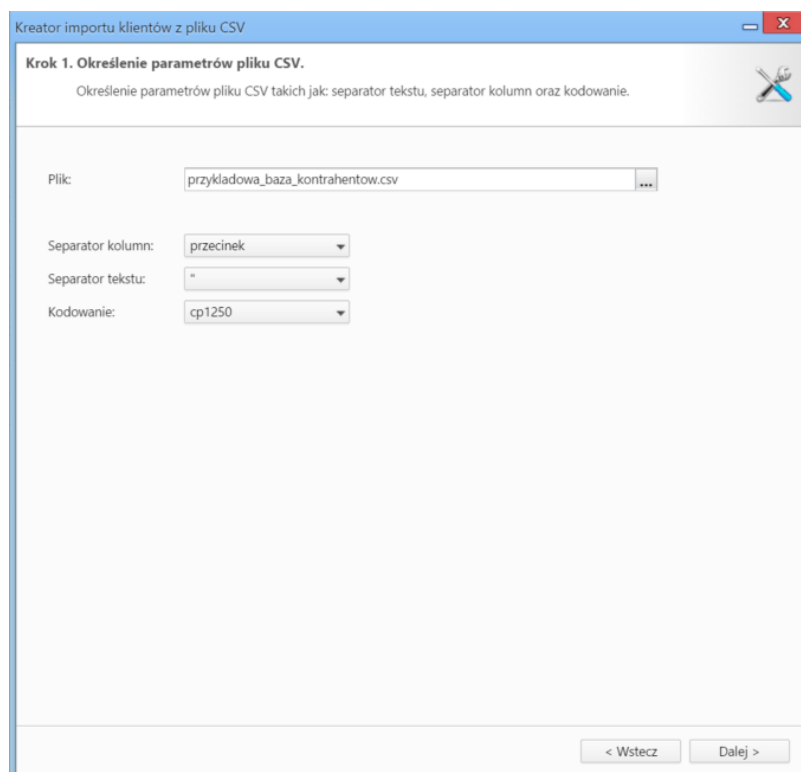 Kreator importu klientów z pliku CSV
Krok 1. Określenie parametrów pliku CSV.
Określenie parametrów pliku CSV takich jak: separator tekstu, separator kolumn oraz kodowanie.
Plik: przykladowa_baza_kontrahentow.csv ...
Separator kolumn: przecinek
Separator tekstu: "
Kodowanie: cp1250
< Wstecz Dalej >